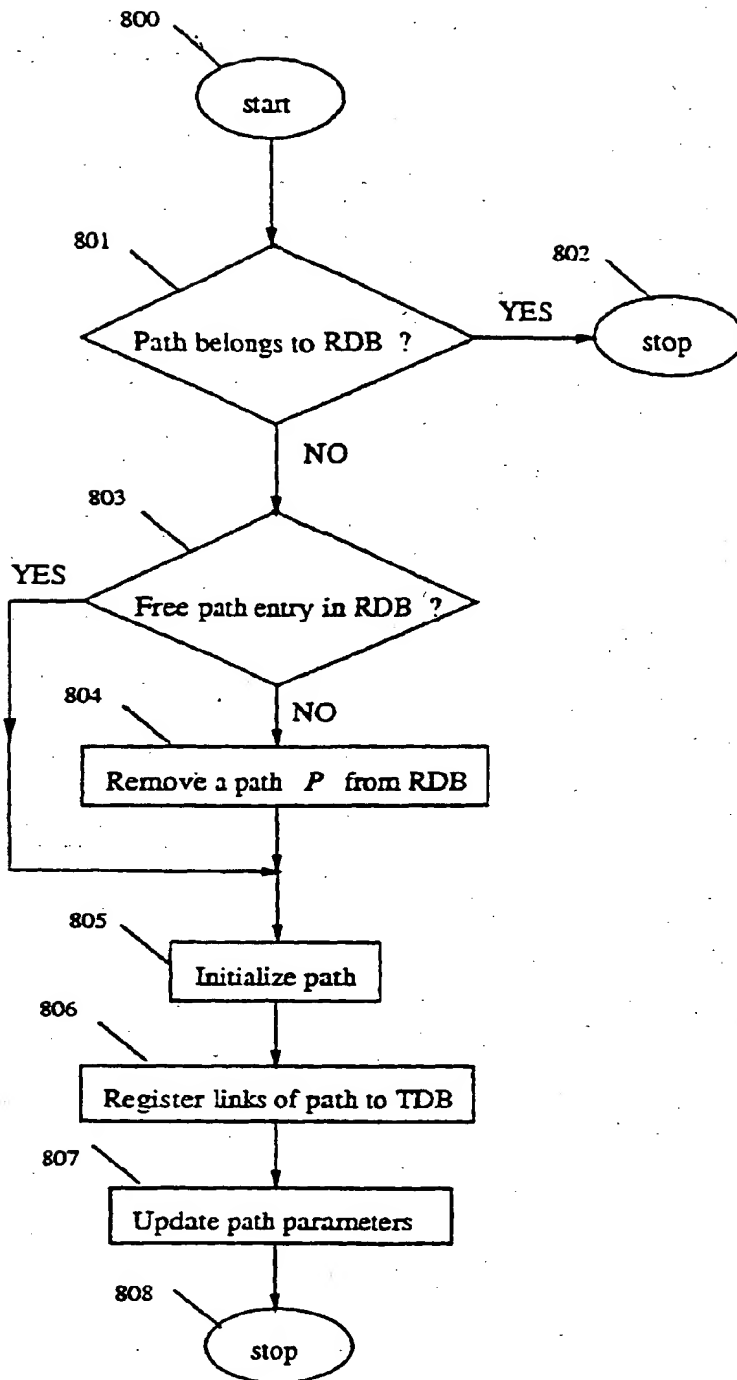 800
start
801
802
YES
Path belongs to RDB ?
stop
NO
803
YES
Free path entry in RDB ?
804
NO
Remove a path P from RDB
805
Initialize path
806
Register links of path to TDB
807
Update path parameters
808
stop